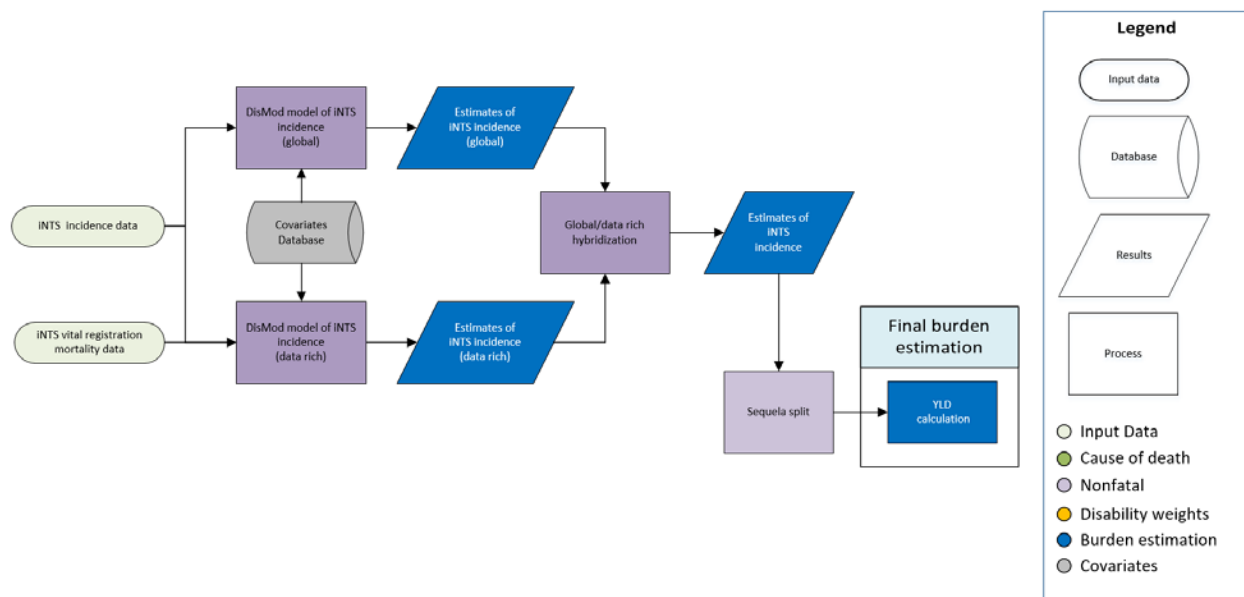 DisMod model of iNTS
incidence
(global)
Estimates of
iNTS incidence
(global)
iNTS incidence data
Covariates
Database
Global/data rich
hybridization
Estimates of
iNTS
incidence
iNTS vital registration
mortality data
DisMod model of iNTS
incidence
(data rich)
Estimates of
iNTS incidence
(data rich)
Final burden
estimation
Sequela split
YLD
calculation
Legend
Input data
Database
Results
Process
Input Data
Cause of death
Nonfatal
Disability weights
Burden estimation
Covariates